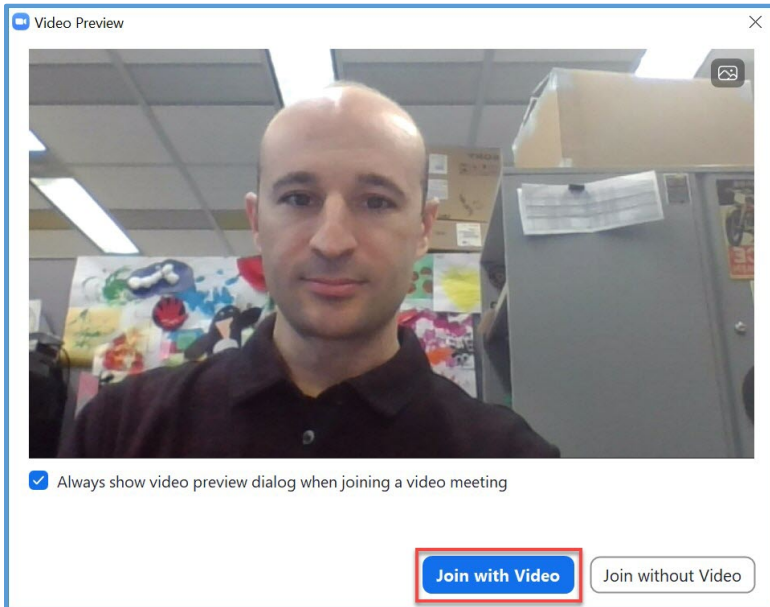 Video Preview
Always show video preview dialog when joining a video meeting
Join with Video
Join without Video